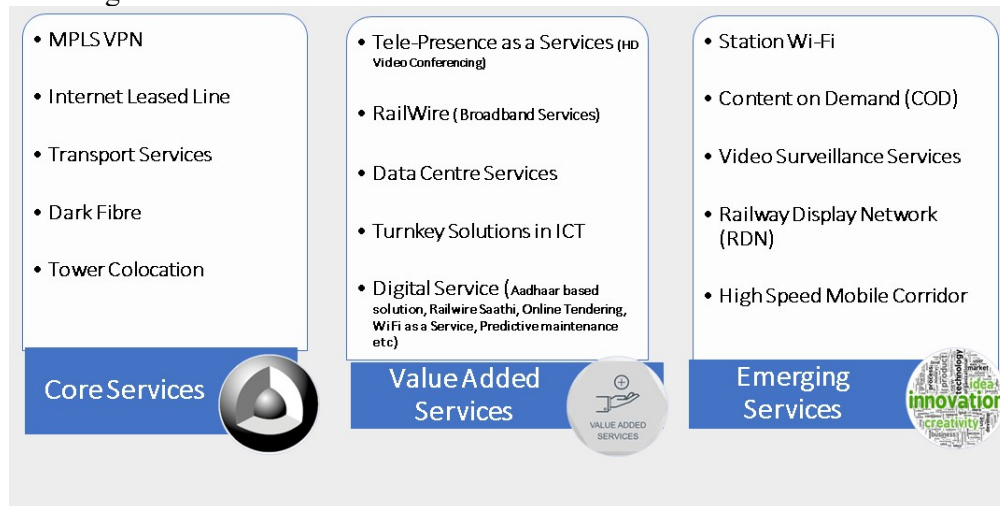 • MPLS VPN
• Internet Leased Line
• Transport Services
• Dark Fibre
• Tower Colocation
Core Services
• Tele-Presence as a Services (HD
Video Conferencing)
• RailWire (Broadband Services)
• Data Centre Services
• Turnkey Solutions in ICT
• Digital Service (Aadhaar based
solution, Railwire Saathi, Online Tendering,
WiFi as a Service, Predictive maintenance
etc)
Value Added
Services
VALUE ADDED
SERVICES
• Station Wi-Fi
• Content on Demand (COD)
• Video Surveillance Services
• Railway Display Network
(RDN)
• High Speed Mobile Corridor
Emerging
Services
market
product
technology
idea
innovation
creativity
business